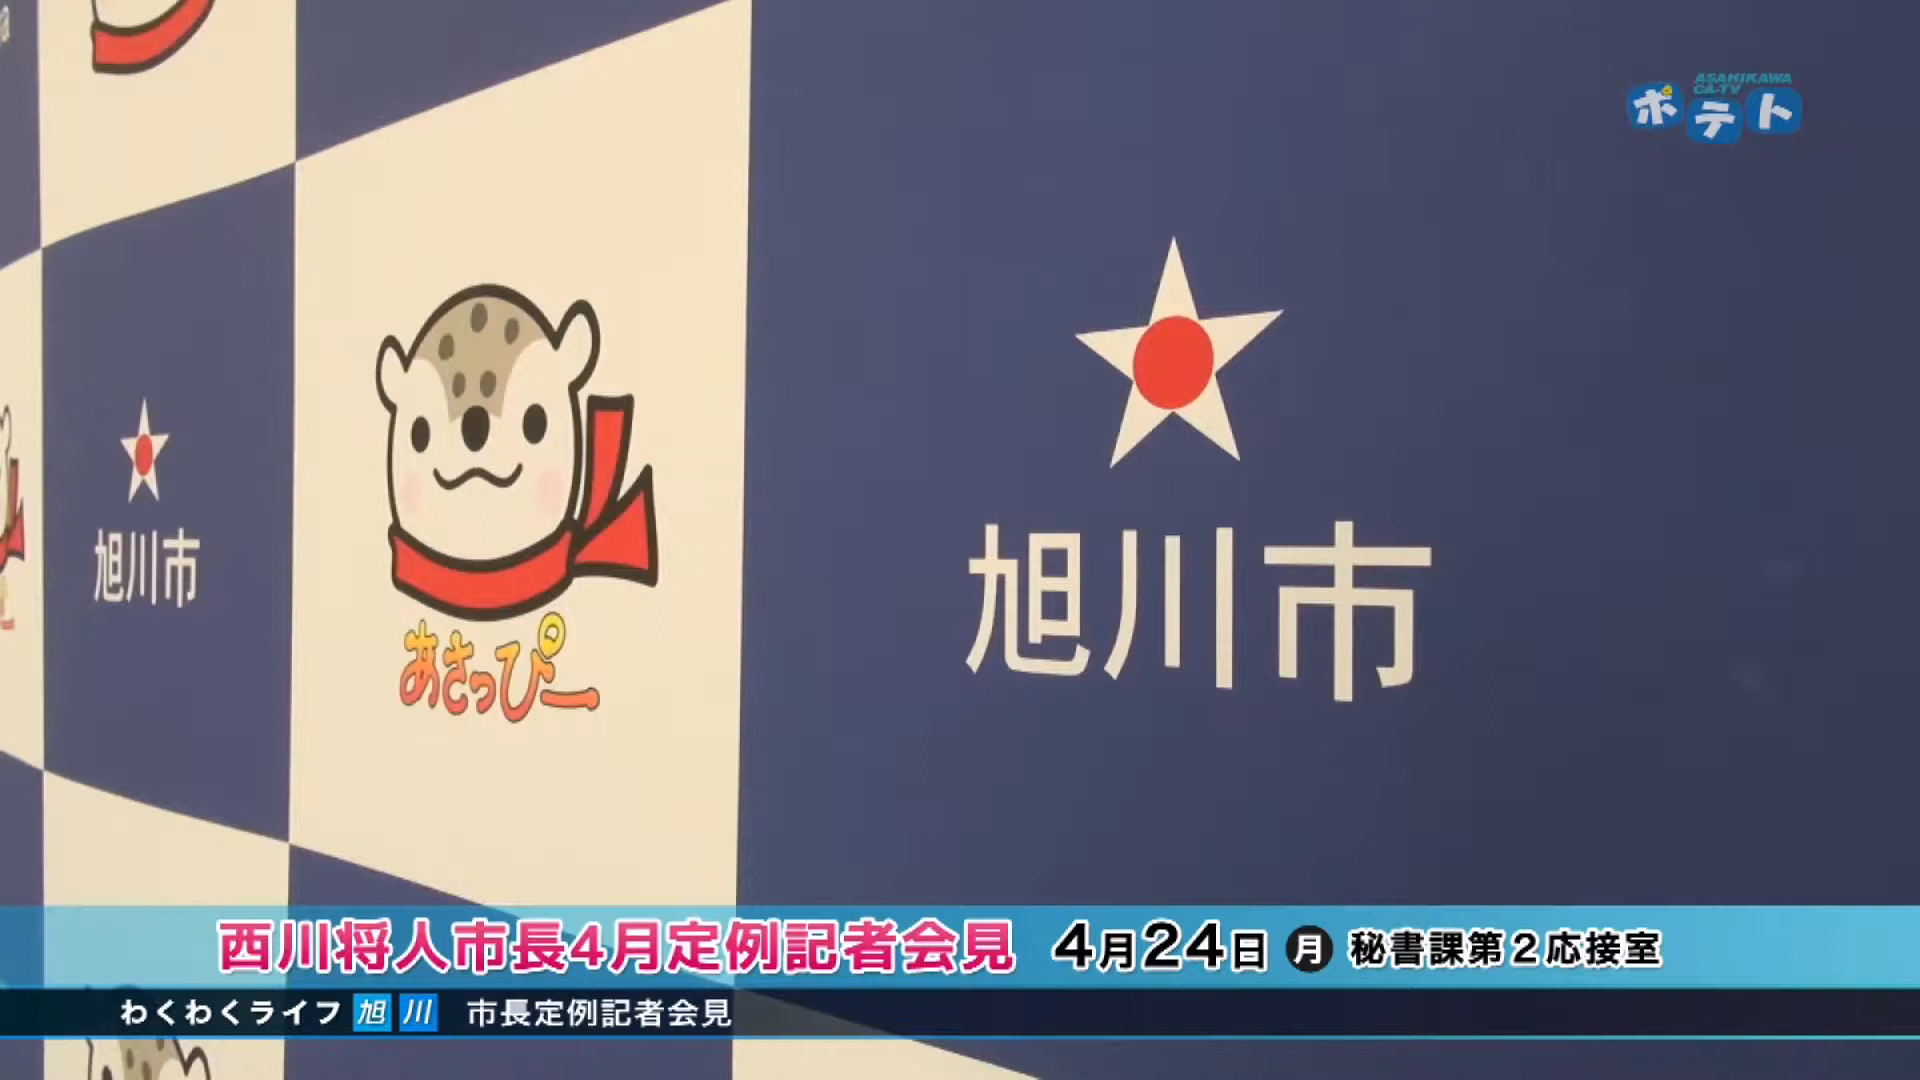 ASAHIKAWA
CA-TV
ポテト
旭川市
あさっぴー
旭川市
西川将人市長4月定例記者会見 4月24日 月 秘書課第2応接室
わくわくライフ 旭川 市長定例記者会見